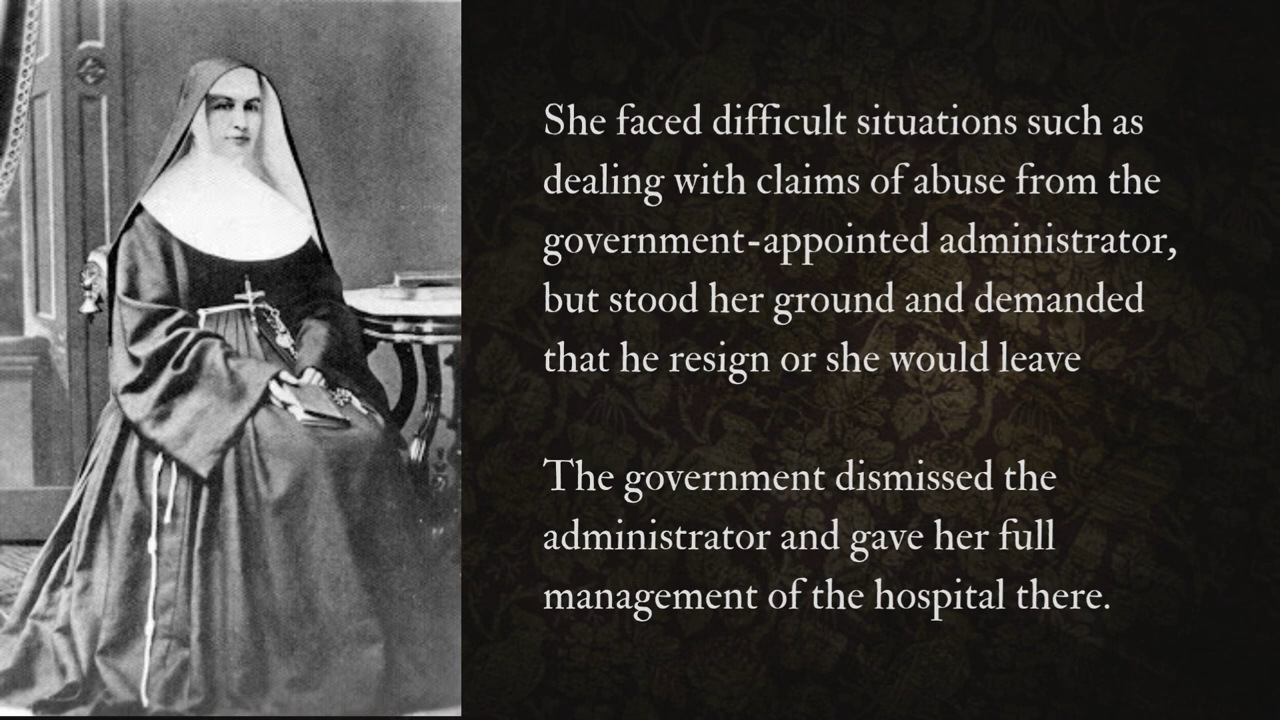 She faced difficult situations such as
dealing with claims of abuse from the
government-appointed administrator,
but stood her ground and demanded
that he resign or she would leave
The government dismissed the
administrator and gave her full
management of the hospital there.